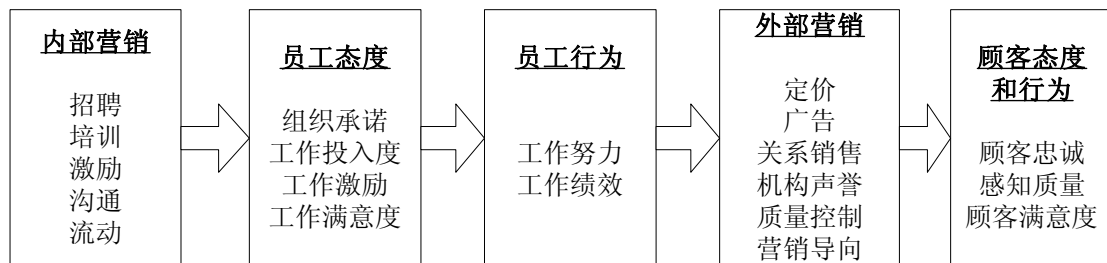 内部营销
招聘
培训
激励
沟通
流动
员工态度
组织承诺
工作投入度
工作激励
工作满意度
员工行为
工作努力
工作绩效
外部营销
定价
广告
关系销售
机构声誉
质量控制
营销导向
顾客态度
和行为
顾客忠诚
感知质量
顾客满意度